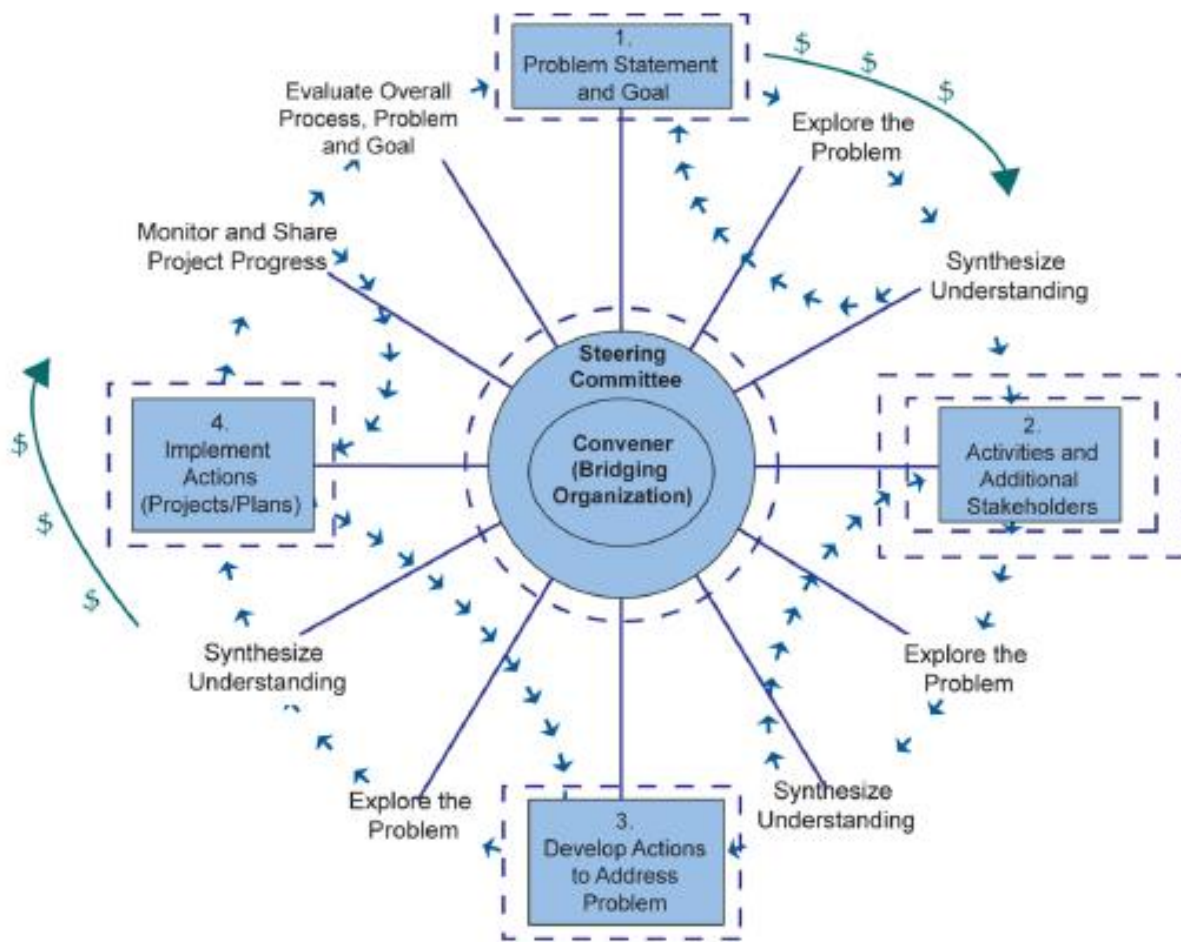 1.
Problem Statement
and Goal
$
$
$
Explore the
Problem
Synthesize
Understanding
2.
Activities and
Additional
Stakeholders
Explore the
Problem
Synthesize
Understanding
3.
Develop Actions
to Address
Problem
Explore the
Problem
Synthesize
Understanding
$
$
$
4.
Implement
Actions
(Projects/Plans)
Monitor and Share
Project Progress
Evaluate Overall
Process, Problem
and Goal
Steering
Committee
Convener
(Bridging
Organization)